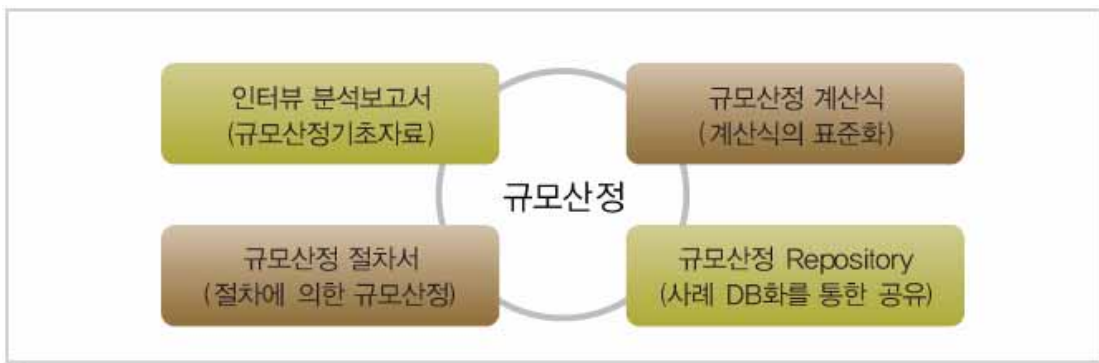 인터뷰 분석보고서
(규모산정기초자료)
규모산정 계산식
(계산식의 표준화)
규모산정
규모산정 절차서
(절차에 의한 규모산정)
규모산정 Repository
(사례 DB화를 통한 공유)